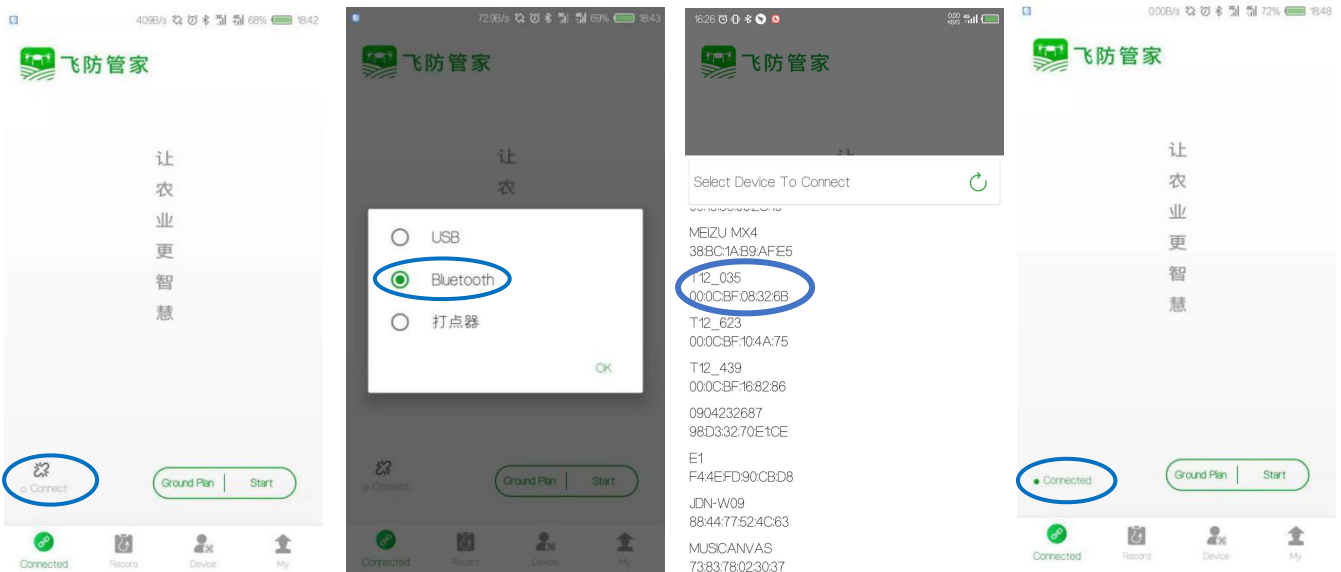 409B/s 68% 18:42
飞防管家
让
农
业
更
智
慧
Connect
Ground Plan Start
Connected Record Device My
729B/s 69% 18:43
飞防管家
让
农
USB
Bluetooth
打点器
OK
Connect
Ground Plan Start
Connected Record Device My
16:26 0.00 KB/S
飞防管家
Select Device To Connect
MEIZU MX4
38:BC:1A:B9:AF:E5
T12_035
00:0C:BF:08:32:6B
T12_623
00:0C:BF:10:4A:75
T12_439
00:0C:BF:16:82:86
0904232687
98:D3:32:70:E1:CE
E1
F4:4E:FD:90:CB:D8
JDN-W09
88:44:77:52:4C:63
MUSICANVAS
73:83:78:02:30:37
0.00B/s 72% 18:48
飞防管家
让
农
业
更
智
慧
Connected
Ground Plan Start
Connected Record Device My